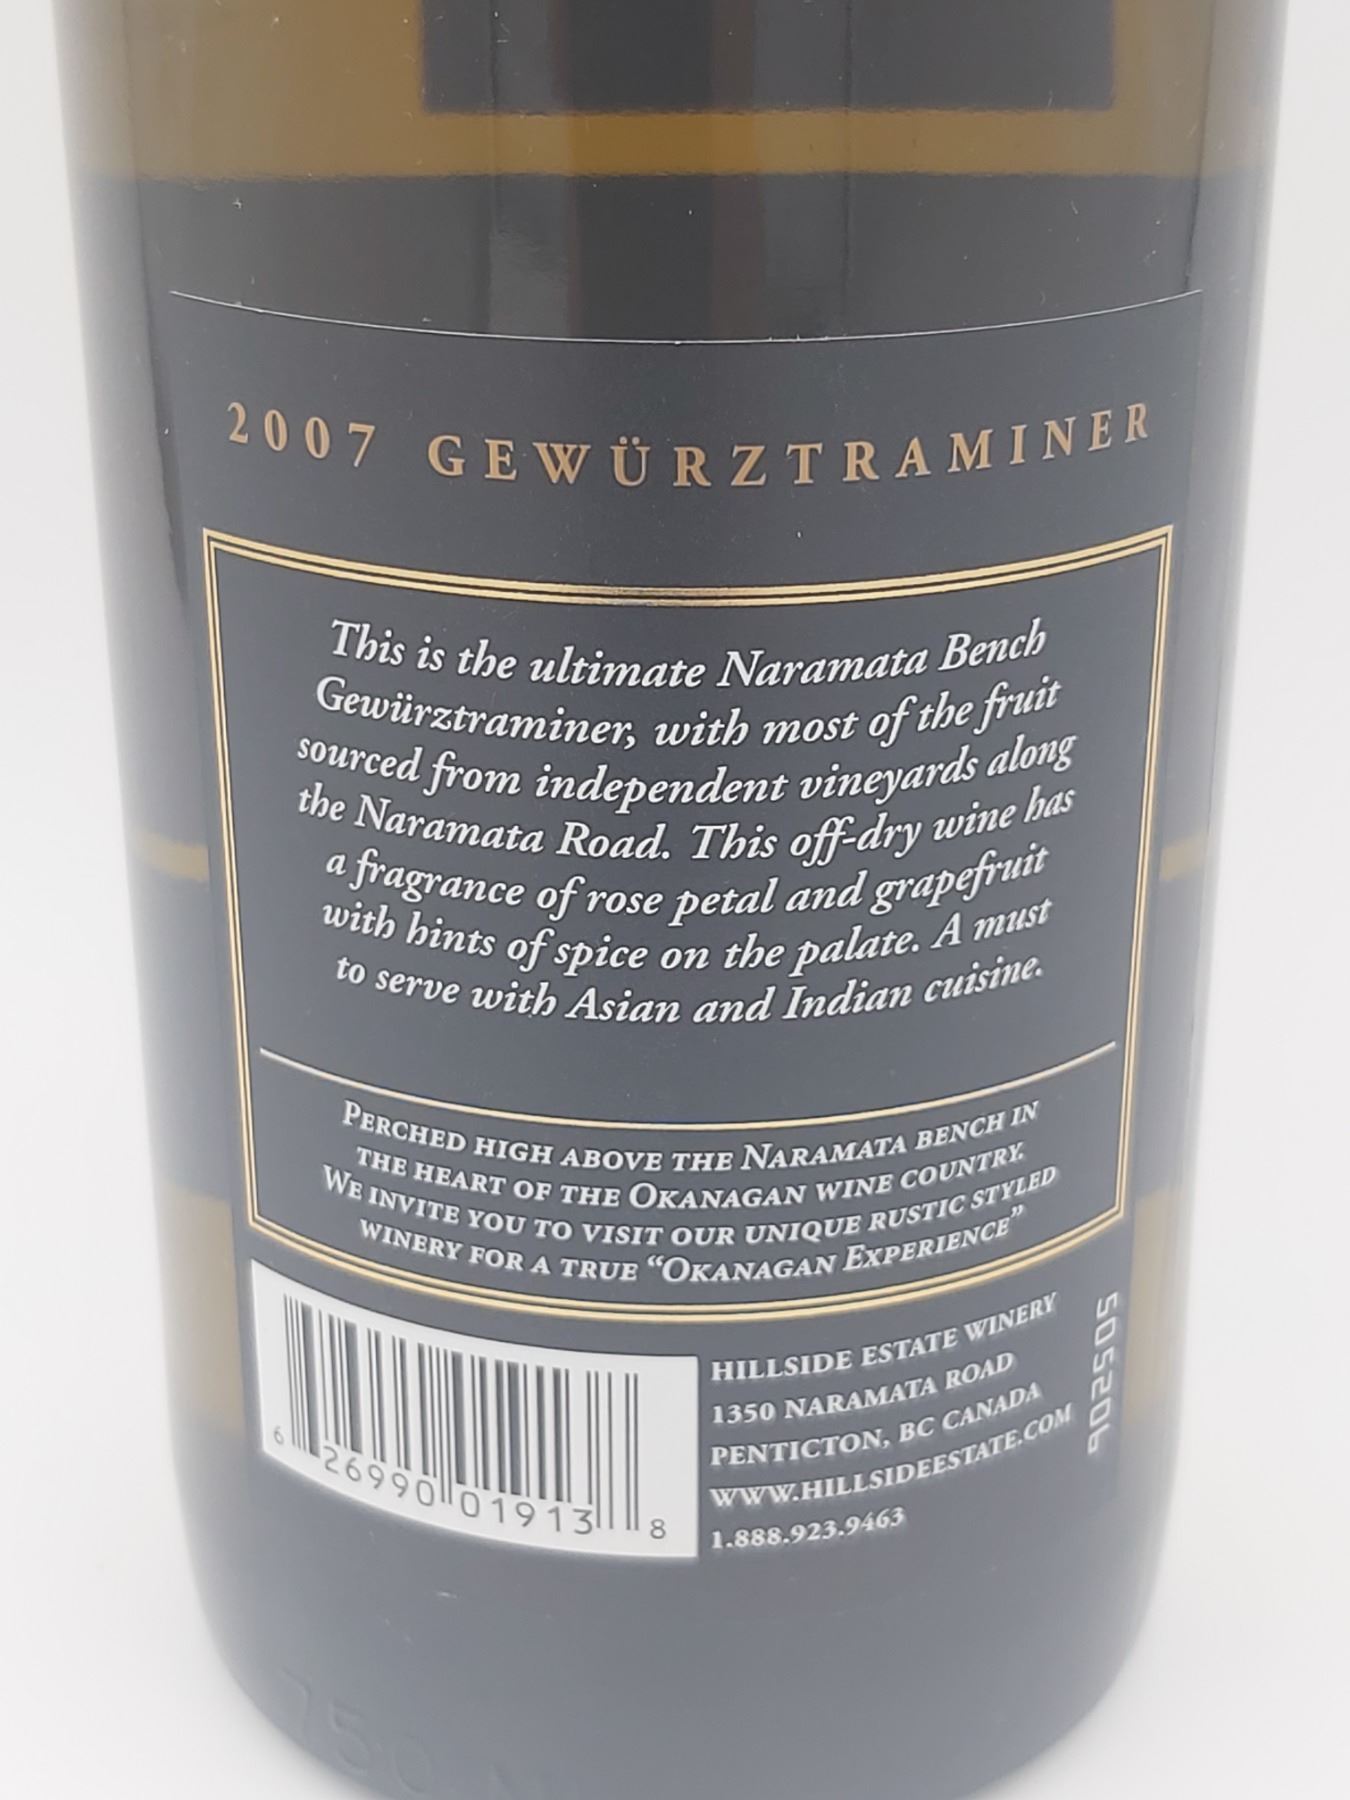 2007 GEWÜRZTRAMINER
This is the ultimate Naramata Bench
Gewürztraminer, with most of the fruit
sourced from independent vineyards along
the Naramata Road. This off-dry wine has
a fragrance of rose petal and grapefruit
with hints of spice on the palate. A must
to serve with Asian and Indian cuisine.
PERCHED HIGH ABOVE THE NARAMATA BENCH IN
THE HEART OF THE OKANAGAN WINE COUNTRY.
WE INVITE YOU TO VISIT OUR UNIQUE RUSTIC STYLED
WINERY FOR A TRUE “OKANAGAN EXPERIENCE”
6 26990 01913 8
HILLSIDE ESTATE WINERY
1350 NARAMATA ROAD
PENTICTON, BC CANADA
WWW.HILLSIDEESTATE.COM
1.888.923.9463
505206
750